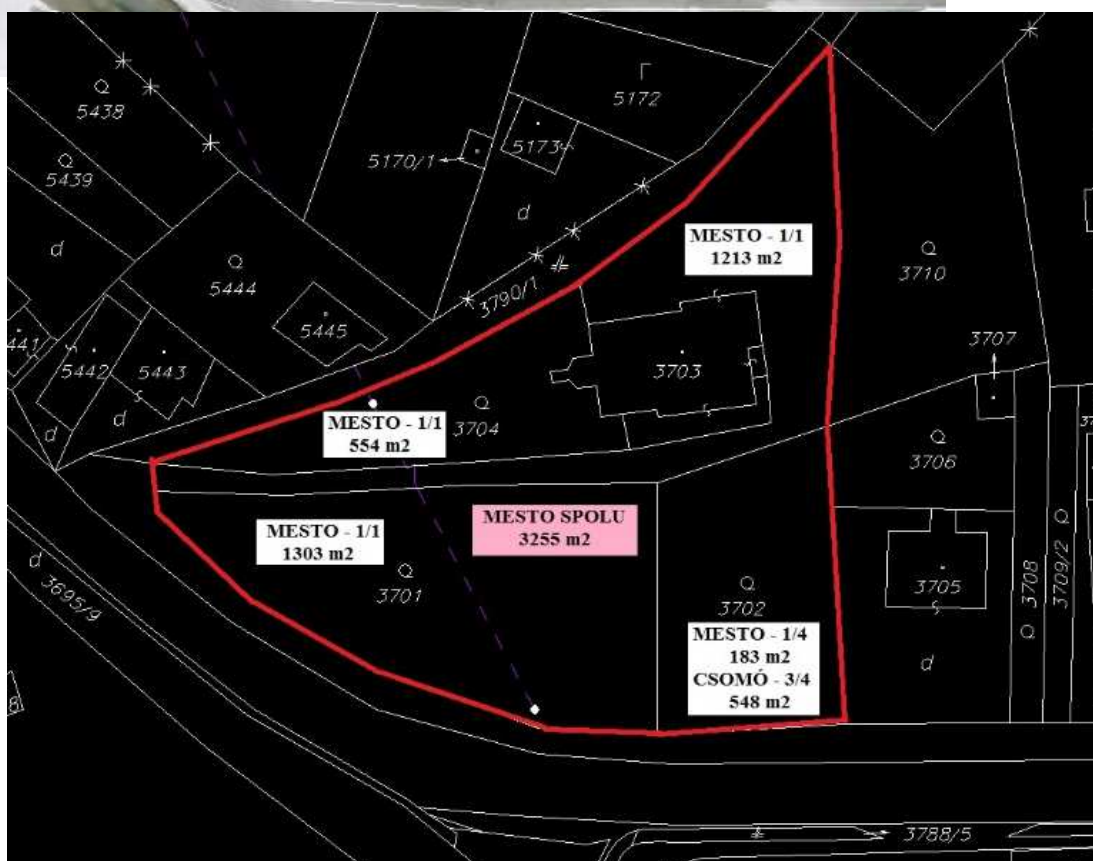 5438
5172
5173
5170/1
5439
d
d
MESTO - 1/1
1213 m2
3710
5444
3790/1
5445
441
5442
5443
3707
3703
d
d
MESTO - 1/1
554 m2
3704
3706
MESTO - 1/1
1303 m2
MESTO SPOLU
3255 m2
d
3695/9
3701
3702
3705
3708
3709/2
MESTO - 1/4
183 m2
CSOMÓ - 3/4
548 m2
d
8
3788/5